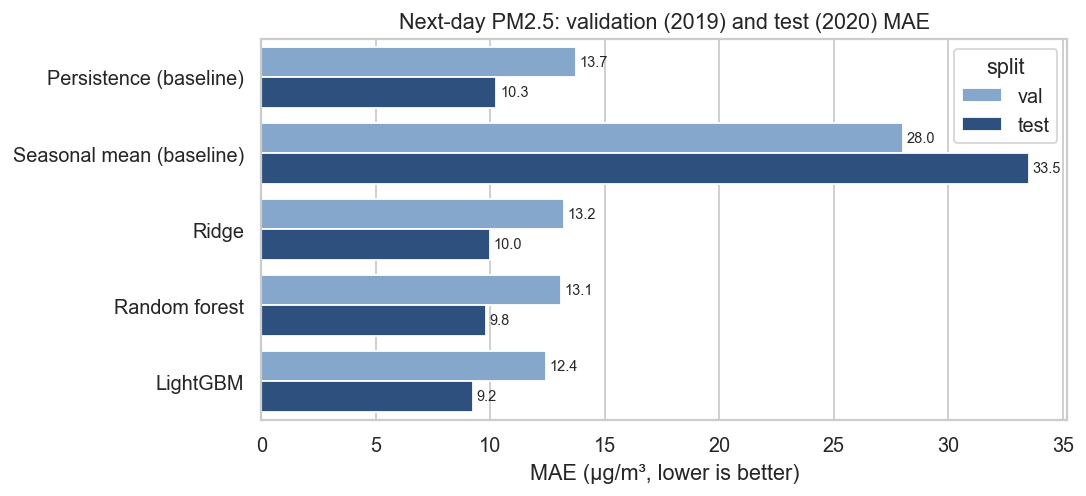 Next-day PM2.5: validation (2019) and test (2020) MAE
split
val
test
Persistence (baseline)
13.7
10.3
Seasonal mean (baseline)
28.0
33.5
Ridge
13.2
10.0
Random forest
13.1
9.8
LightGBM
12.4
9.2
0 5 10 15 20 25 30 35
MAE (µg/m³, lower is better)